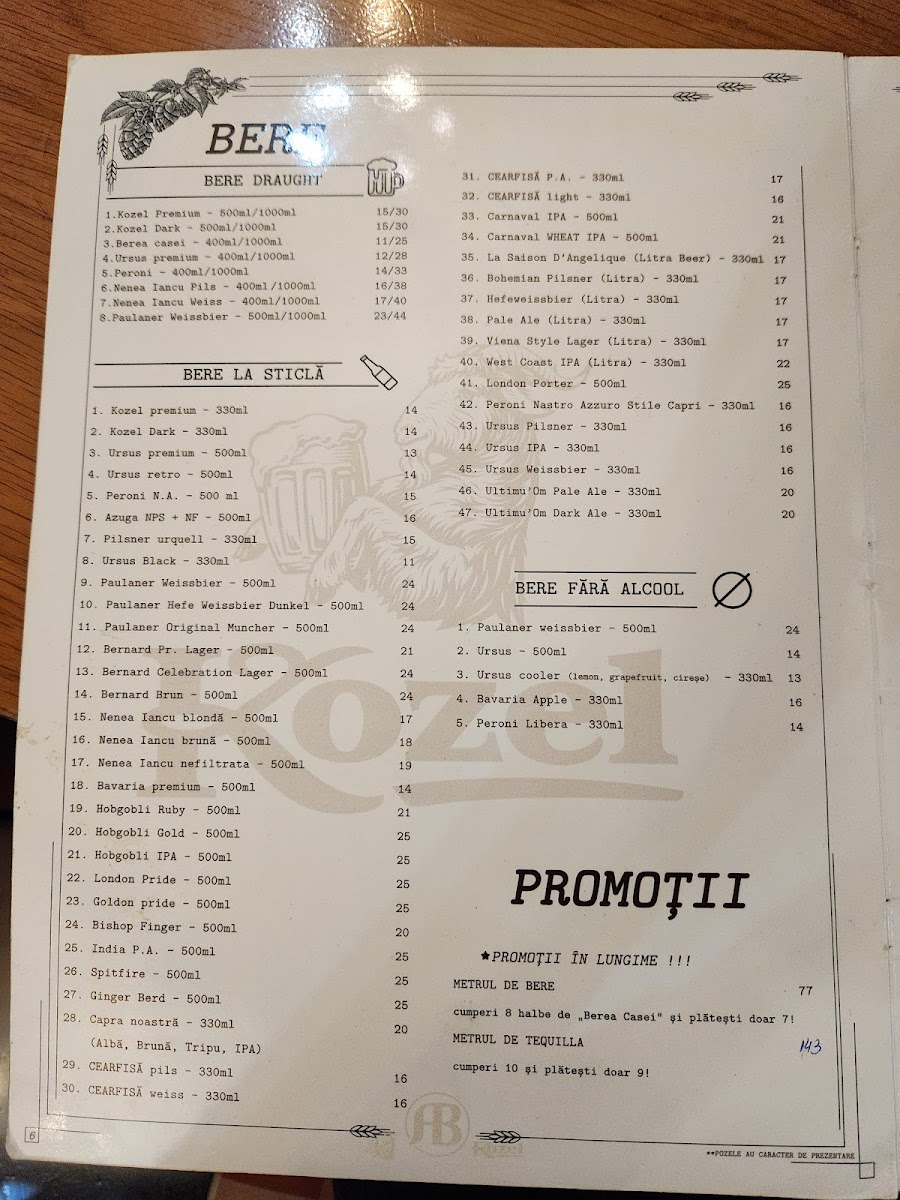 BERE
BERE DRAUGHT
1.Kozel Premium - 500ml/1000ml 15/30
2.Kozel Dark - 500ml/1000ml 15/30
3.Berea casei - 400ml/1000ml 11/25
4.Ursus premium - 400ml/1000ml 12/28
5.Peroni - 400ml/1000ml 14/33
6.Nenea Iancu Pils - 400ml/1000ml 16/38
7.Nenea Iancu Weiss - 400ml/1000ml 17/40
8.Paulaner Weissbier - 500ml/1000ml 23/44
BERE LA STICLĂ
1. Kozel premium - 330ml 14
2. Kozel Dark - 330ml 14
3. Ursus premium - 500ml 13
4. Ursus retro - 500ml 14
5. Peroni N.A. - 500 ml 15
6. Azuga NPS + NF - 500ml 16
7. Pilsner urquell - 330ml 15
8. Ursus Black - 330ml 11
9. Paulaner Weissbier - 500ml 24
10. Paulaner Hefe Weissbier Dunkel - 500ml 24
11. Paulaner Original Muncher - 500ml 24
12. Bernard Pr. Lager - 500ml 21
13. Bernard Celebration Lager - 500ml 24
14. Bernard Brun - 500ml 24
15. Nenea Iancu blondă - 500ml 17
16. Nenea Iancu brună - 500ml 18
17. Nenea Iancu nefiltrata - 500ml 19
18. Bavaria premium - 500ml 14
19. Hobgobli Ruby - 500ml 21
20. Hobgobli Gold - 500ml 25
21. Hobgobli IPA - 500ml 25
22. London Pride - 500ml 25
23. Goldon pride - 500ml 25
24. Bishop Finger - 500ml 20
25. India P.A. - 500ml 25
26. Spitfire - 500ml 25
27. Ginger Berd - 500ml 25
28. Capra noastră - 330ml 20
(Albă, Brună, Tripu, IPA)
29. CEARFISĂ pils - 330ml 16
30. CEARFISĂ weiss - 330ml 16
31. CEARFISĂ P.A. - 330ml 17
32. CEARFISĂ light - 330ml 16
33. Carnaval IPA - 500ml 21
34. Carnaval WHEAT IPA - 500ml 21
35. La Saison D'Angelique (Litra Beer) - 330ml 17
36. Bohemian Pilsner (Litra) - 330ml 17
37. Hefeweissbier (Litra) - 330ml 17
38. Pale Ale (Litra) - 330ml 17
39. Viena Style Lager (Litra) - 330ml 17
40. West Coast IPA (Litra) - 330ml 22
41. London Porter - 500ml 25
42. Peroni Nastro Azzuro Stile Capri - 330ml 16
43. Ursus Pilsner - 330ml 16
44. Ursus IPA - 330ml 16
45. Ursus Weissbier - 330ml 16
46. Ultimu'Om Pale Ale - 330ml 20
47. Ultimu'Om Dark Ale - 330ml 20
BERE FĂRĂ ALCOOL
1. Paulaner weissbier - 500ml 24
2. Ursus - 500ml 14
3. Ursus cooler (lemon, grapefruit, cireșe) - 330ml 13
4. Bavaria Apple - 330ml 16
5. Peroni Libera - 330ml 14
Kozel
PROMOȚII
★PROMOȚII ÎN LUNGIME !!!
METRUL DE BERE 77
cumperi 8 halbe de „Berea Casei" și plătești doar 7!
METRUL DE TEQUILLA 143
cumperi 10 și plătești doar 9!
6
Kozel
**POZELE AU CARACTER DE PREZENTARE